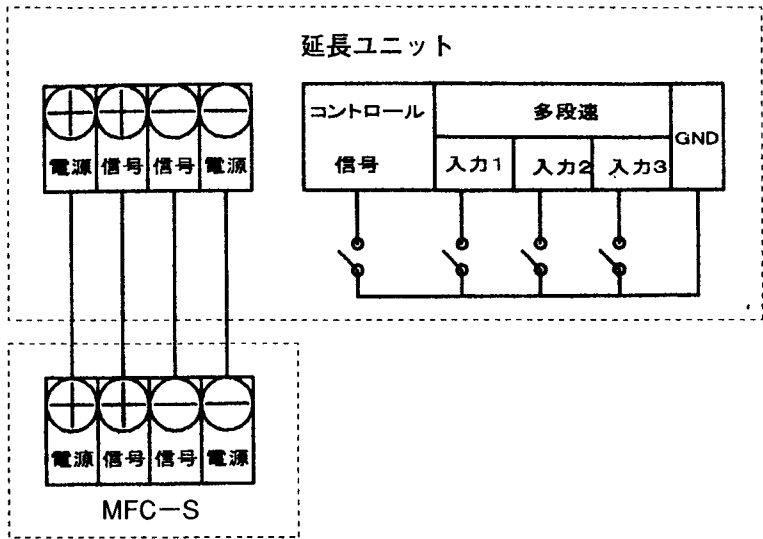 延長ユニット
電源 信号 信号 電源
コントロール
信号
多段速
入力1 入力2 入力3
GND
電源 信号 信号 電源
MFC－S